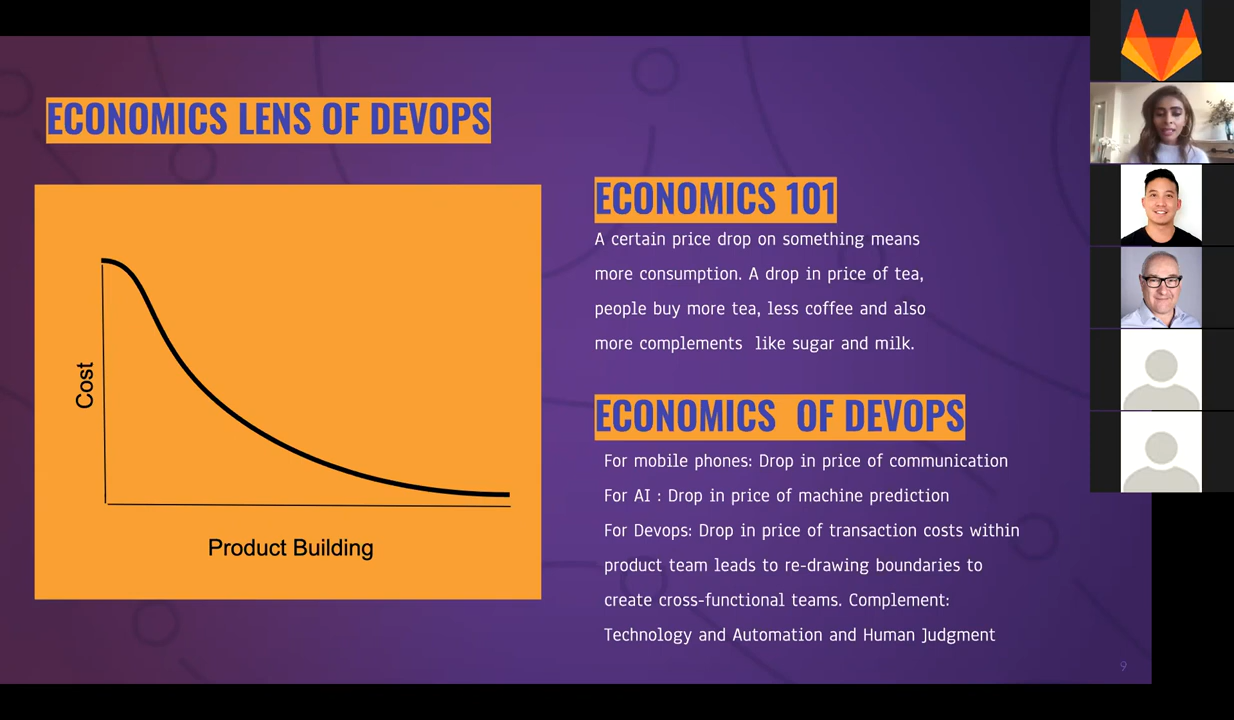 ECONOMICS LENS OF DEVOPS
Cost
Product Building
ECONOMICS 101
A certain price drop on something means
more consumption. A drop in price of tea,
people buy more tea, less coffee and also
more complements like sugar and milk.
ECONOMICS OF DEVOPS
For mobile phones: Drop in price of communication
For AI : Drop in price of machine prediction
For Devops: Drop in price of transaction costs within
product team leads to re-drawing boundaries to
create cross-functional teams. Complement:
Technology and Automation and Human Judgment
9